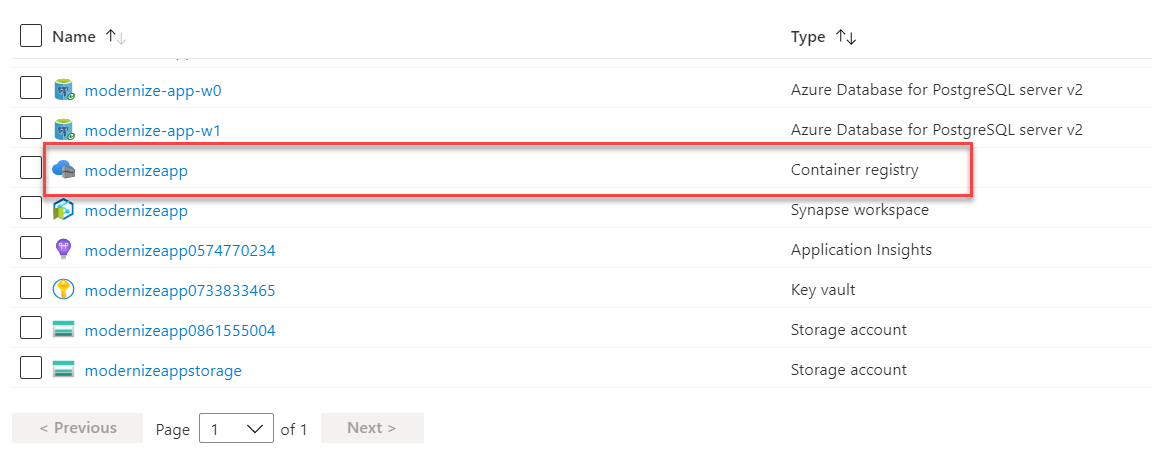 Name ↑↓ Type ↑↓
modernize-app-w0 Azure Database for PostgreSQL server v2
modernize-app-w1 Azure Database for PostgreSQL server v2
modernizeapp Container registry
modernizeapp Synapse workspace
modernizeapp0574770234 Application Insights
modernizeapp0733833465 Key vault
modernizeapp0861555004 Storage account
modernizeappstorage Storage account
< Previous Page 1 of 1 Next >